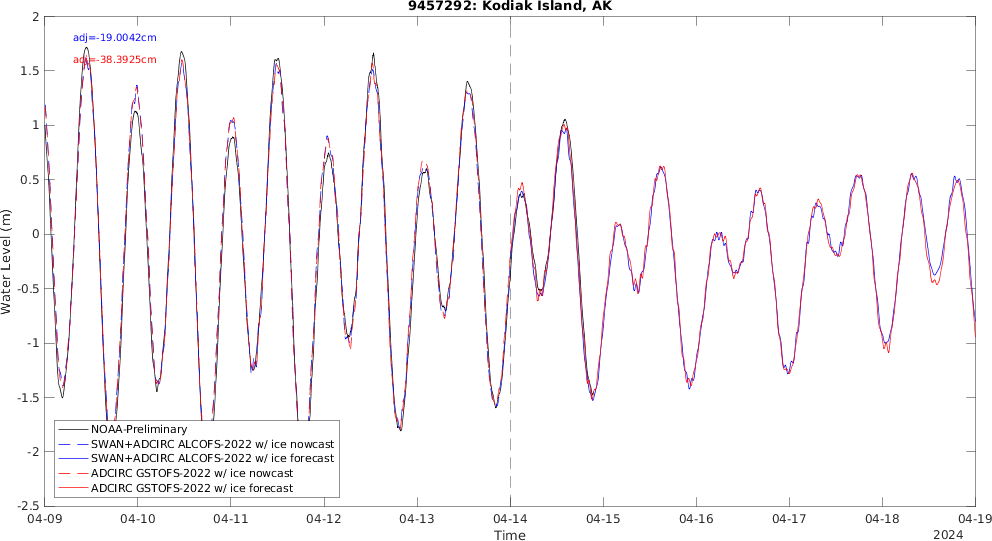 9457292: Kodiak Island, AK
adj=-19.0042cm
adj=-38.3925cm
2
1.5
1
0.5
0
-0.5
-1
-1.5
-2
-2.5
Water Level (m)
NOAA-Preliminary
SWAN+ADCIRC ALCOFS-2022 w/ ice nowcast
SWAN+ADCIRC ALCOFS-2022 w/ ice forecast
ADCIRC GSTOFS-2022 w/ ice nowcast
ADCIRC GSTOFS-2022 w/ ice forecast
04-09 04-10 04-11 04-12 04-13 04-14 04-15 04-16 04-17 04-18 04-19
Time
2024